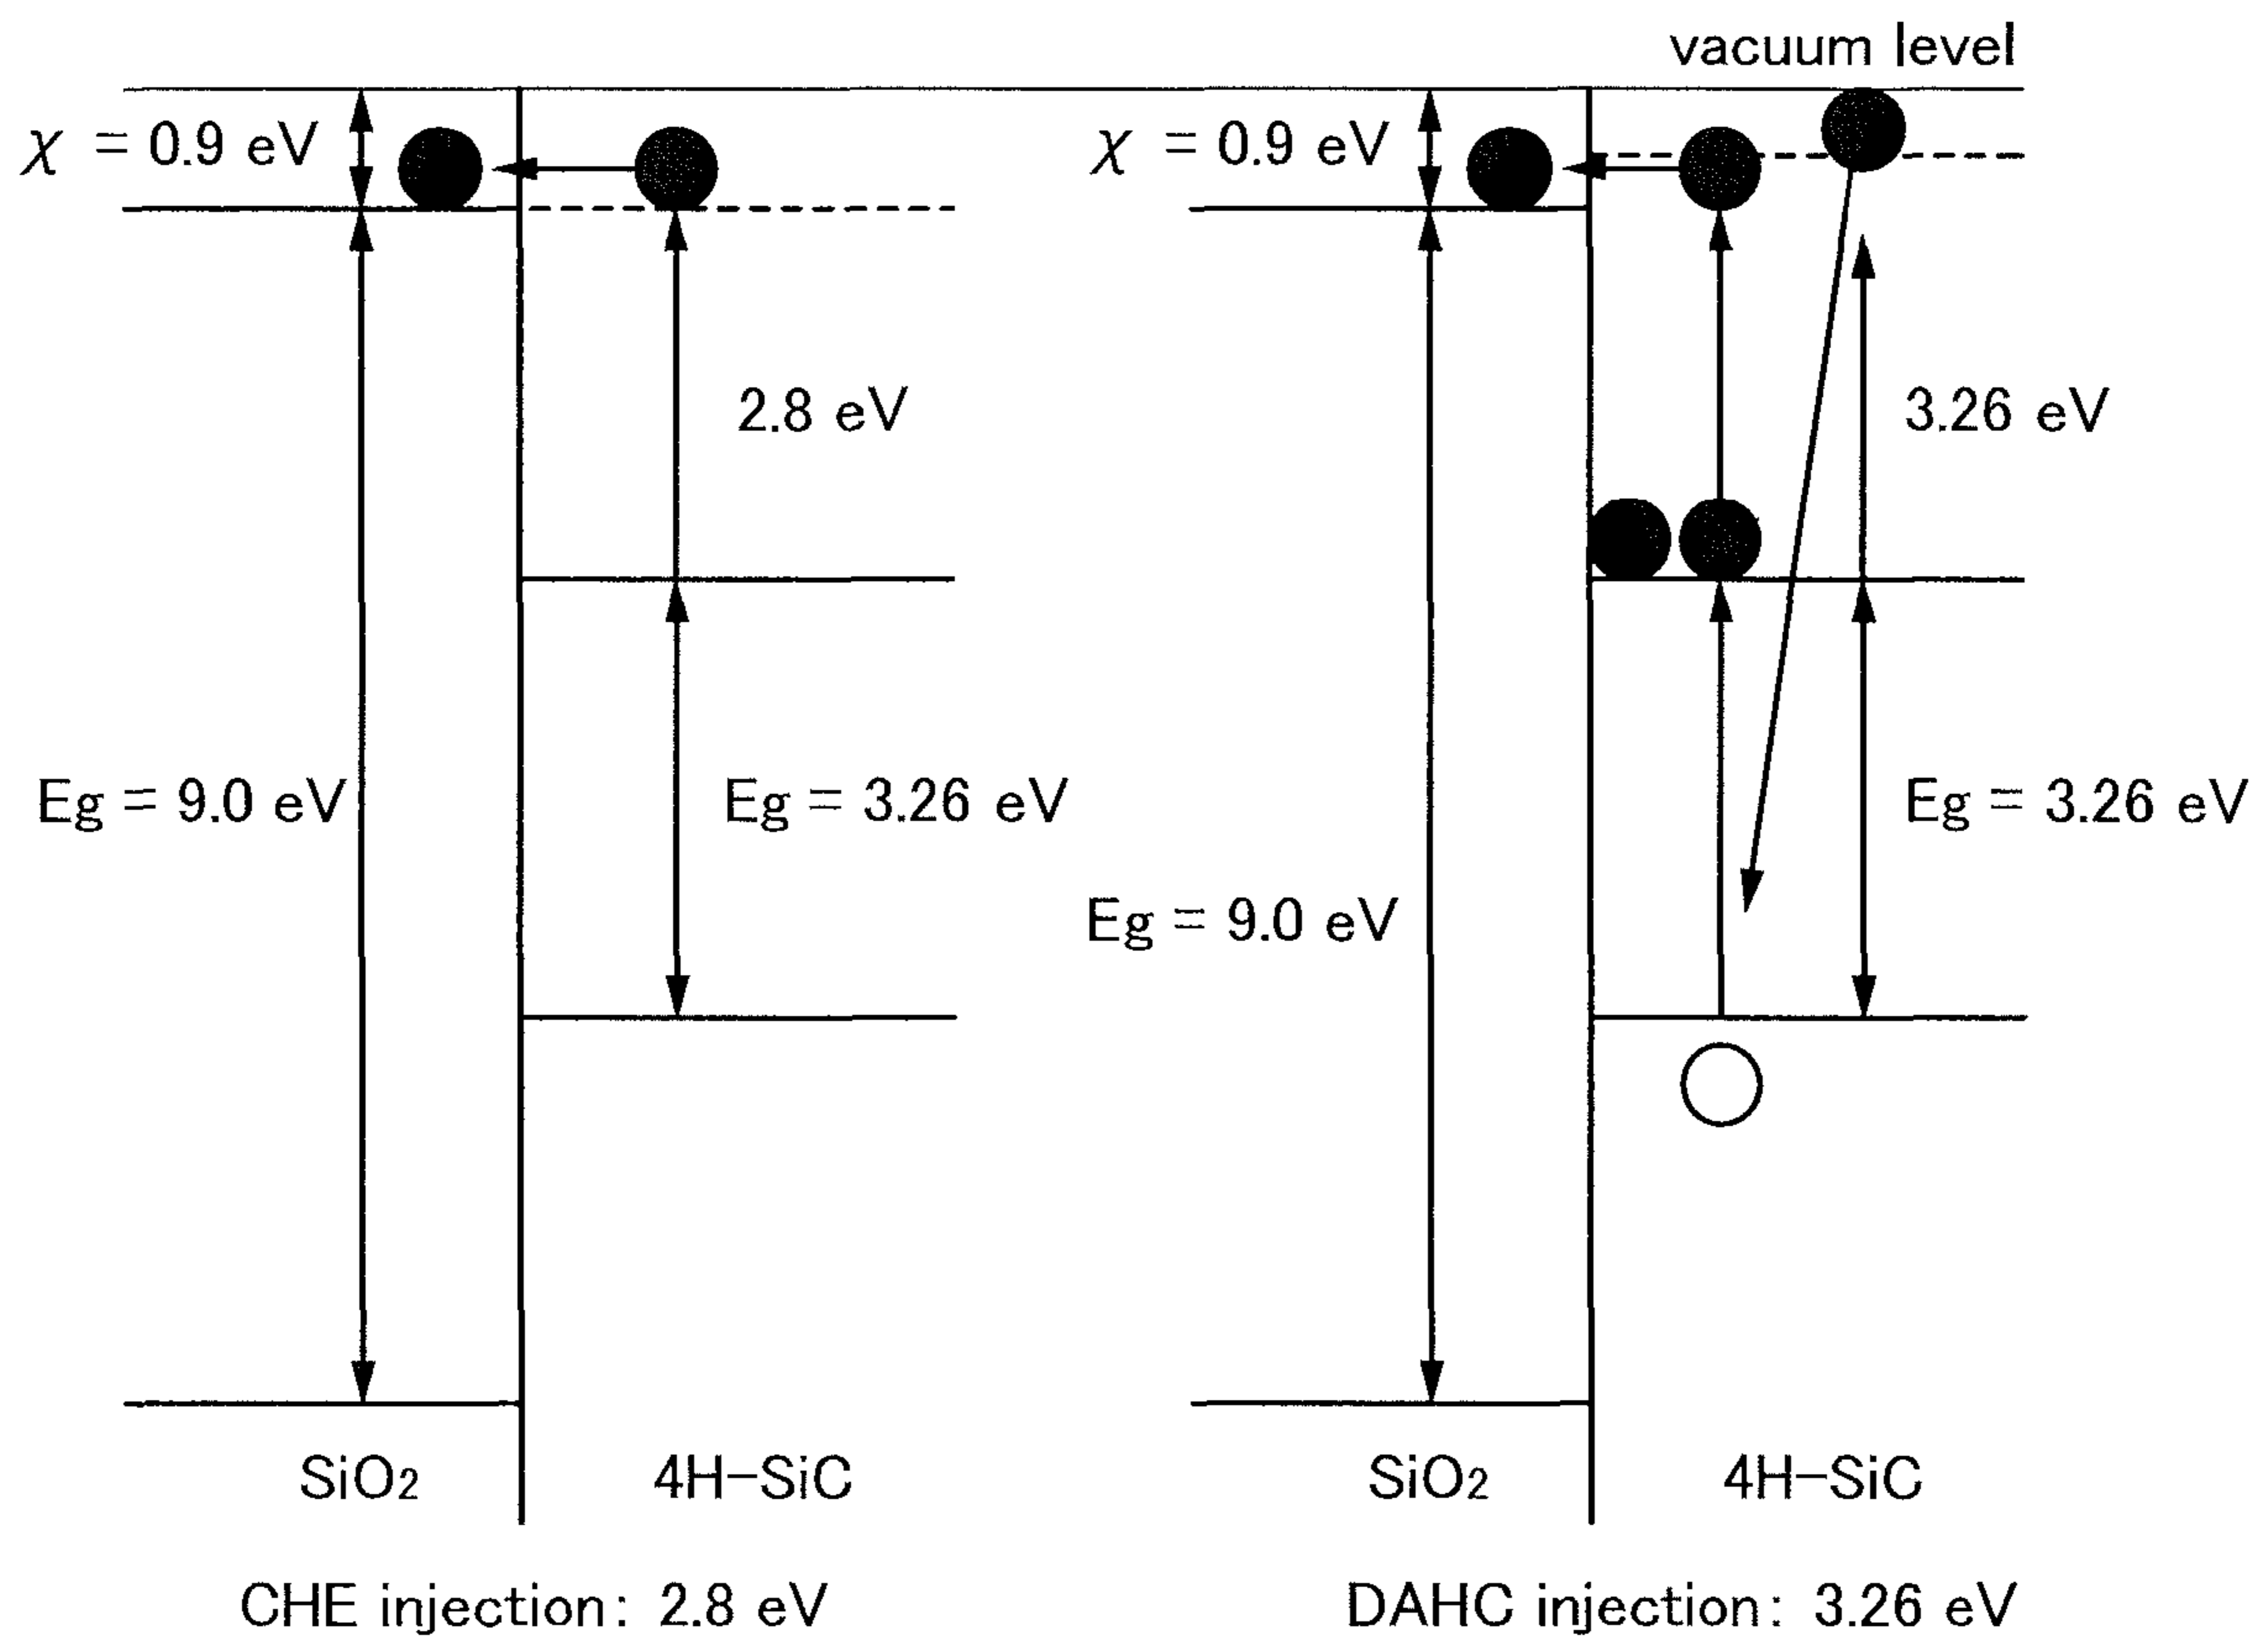 vacuum level
χ = 0.9 eV
χ = 0.9 eV
2.8 eV
3.26 eV
Eg = 9.0 eV
Eg = 3.26 eV
Eg = 3.26 eV
Eg = 9.0 eV
SiO2
4H-SiC
SiO2
4H-SiC
CHE injection: 2.8 eV
DAHC injection: 3.26 eV